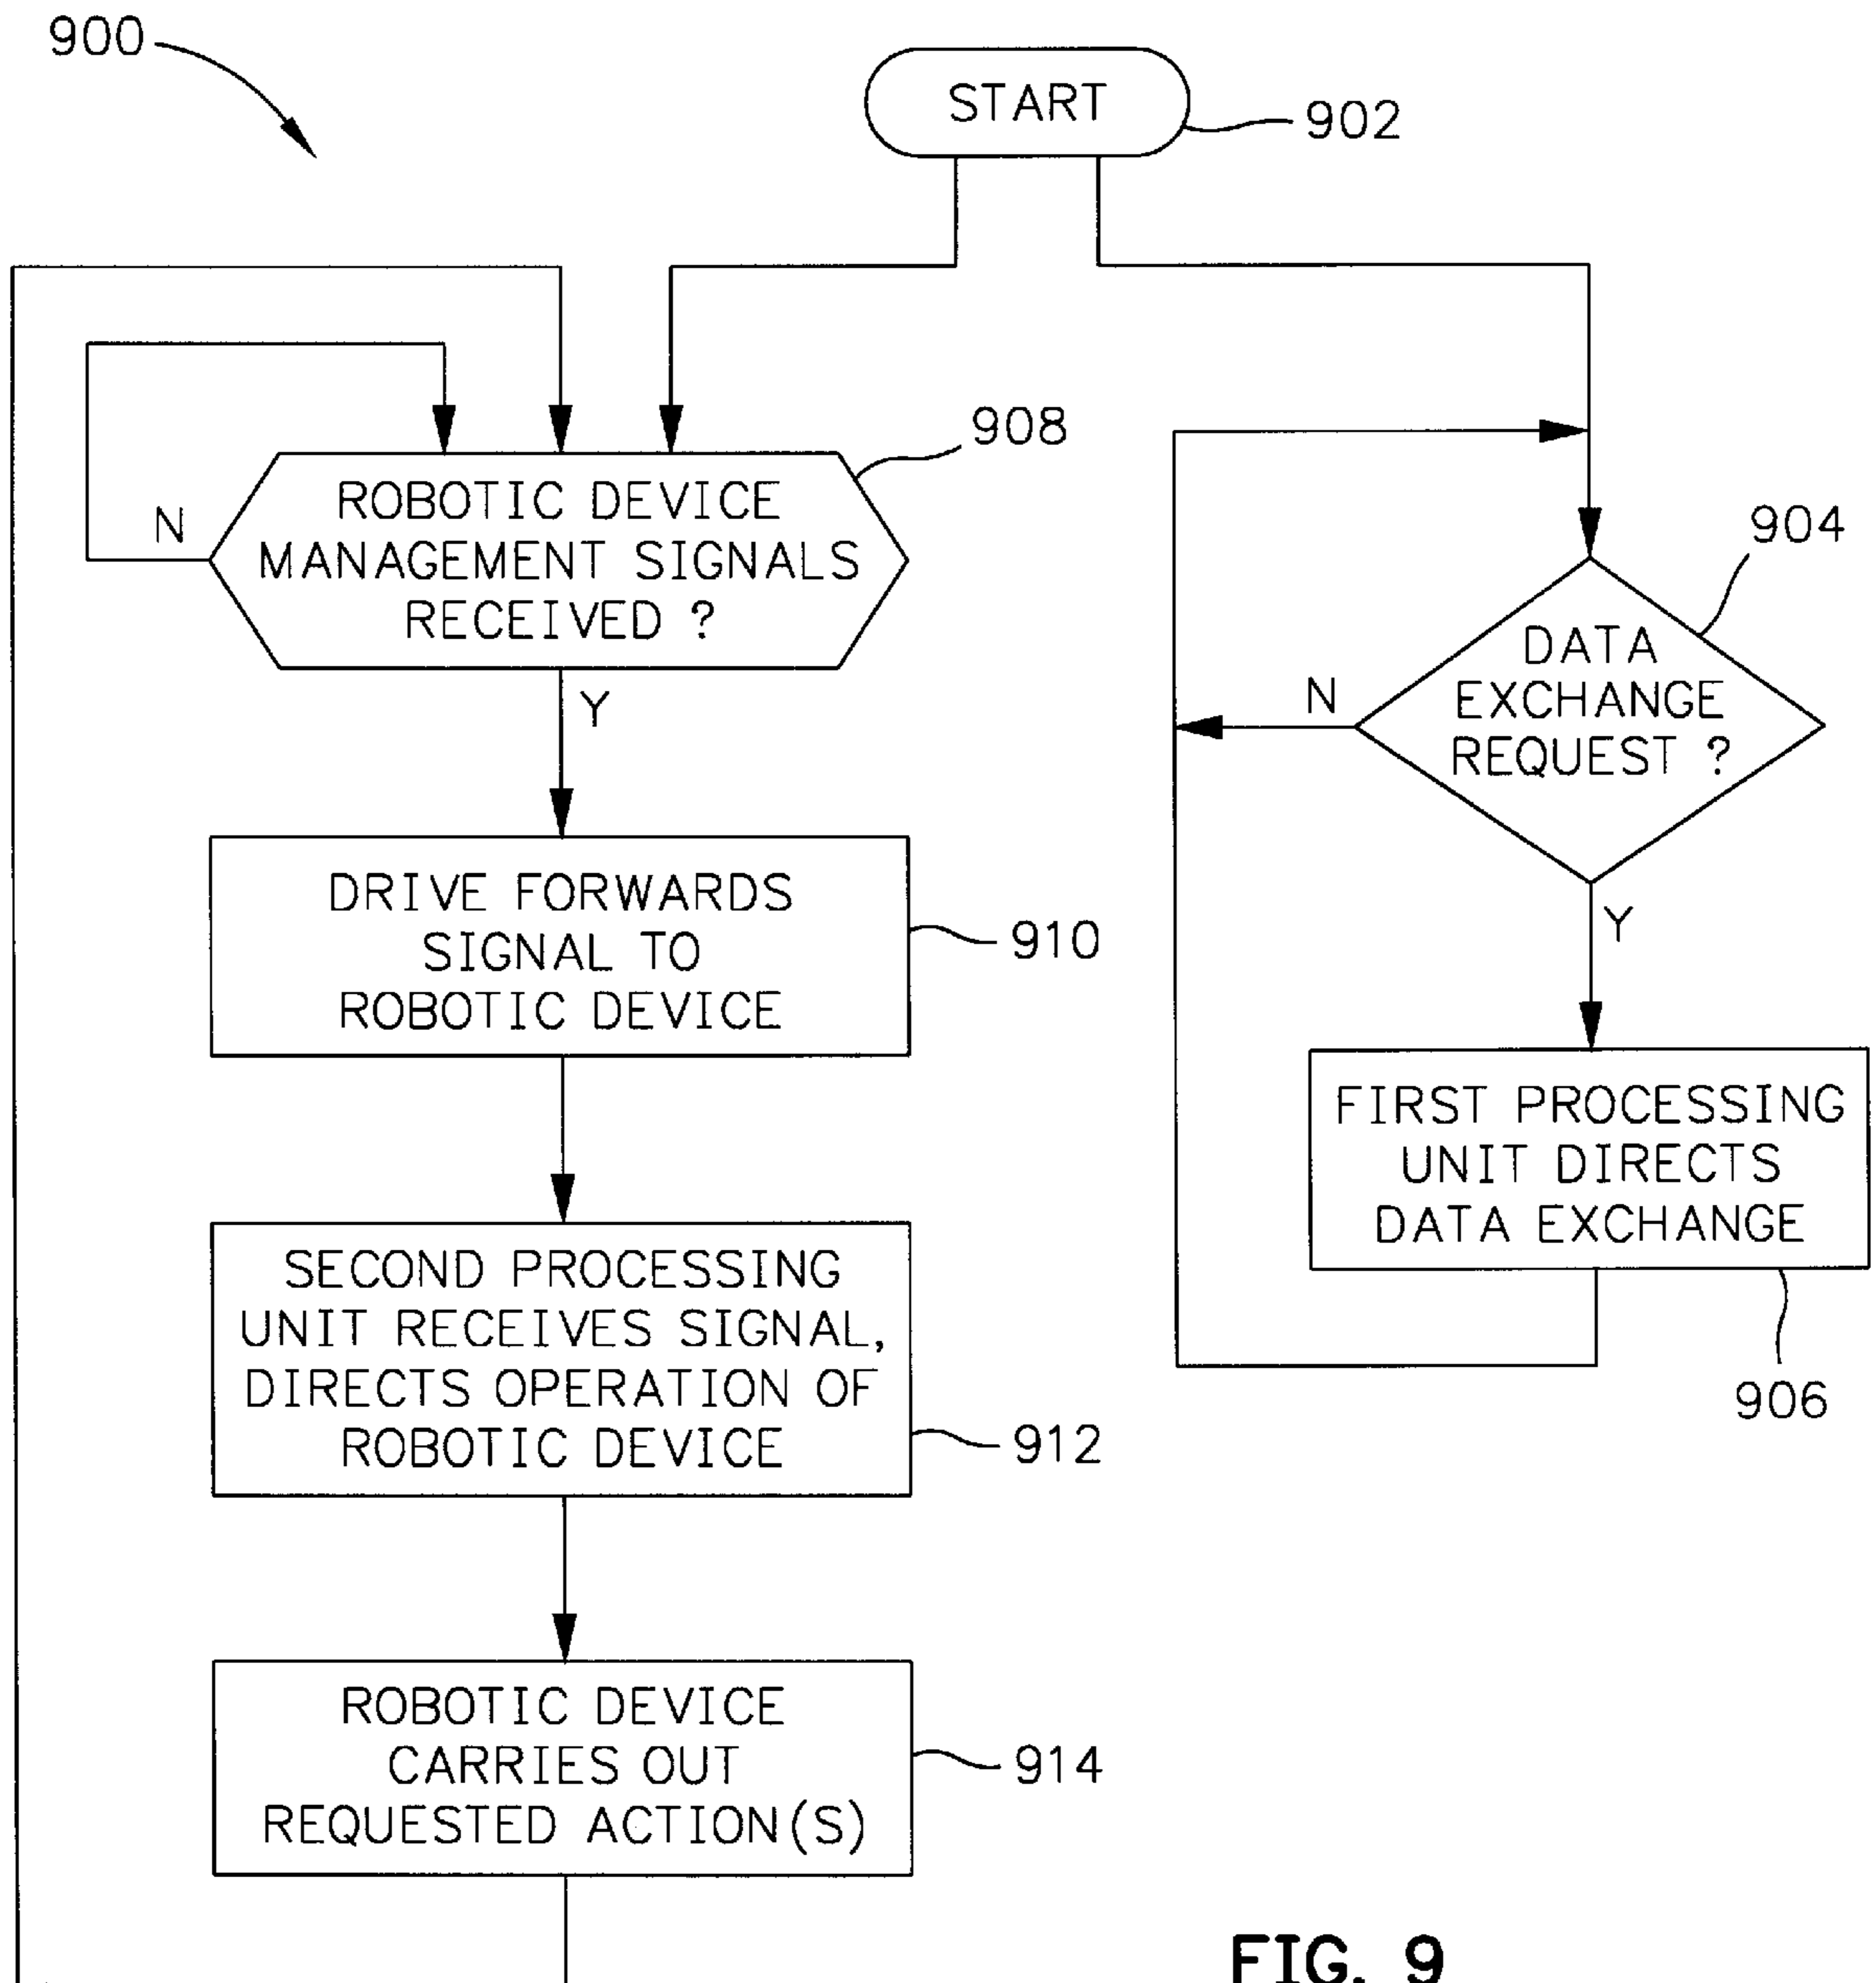 900
START
902
908
ROBOTIC DEVICE
MANAGEMENT SIGNALS
RECEIVED ?
N
Y
904
DATA
EXCHANGE
REQUEST ?
N
Y
DRIVE FORWARDS
SIGNAL TO
ROBOTIC DEVICE
910
FIRST PROCESSING
UNIT DIRECTS
DATA EXCHANGE
906
SECOND PROCESSING
UNIT RECEIVES SIGNAL,
DIRECTS OPERATION OF
ROBOTIC DEVICE
912
ROBOTIC DEVICE
CARRIES OUT
REQUESTED ACTION(S)
914
FIG. 9